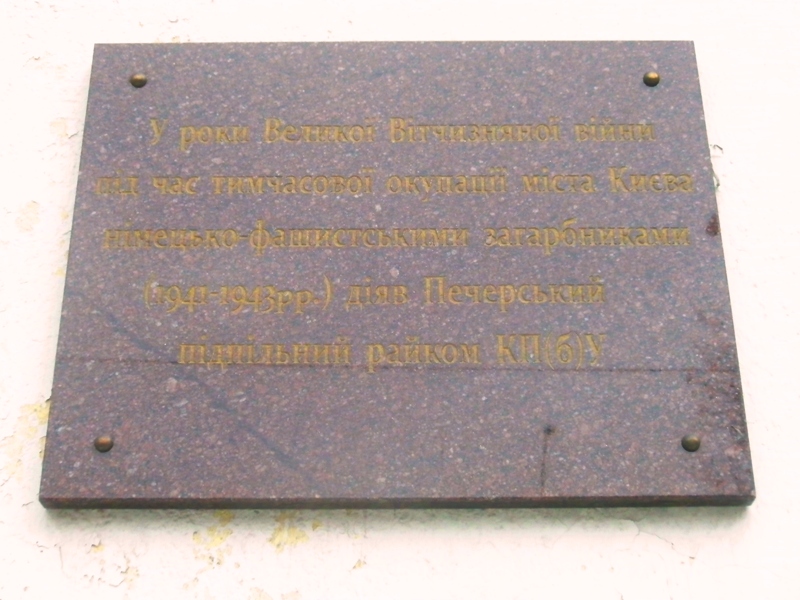 У роки Великої Вітчизняної війни
під час тимчасової окупації міста Києва
німецько-фашистськими загарбниками
(1941-1943рр.) діяв Печерський
підпільний райком КП(б)У